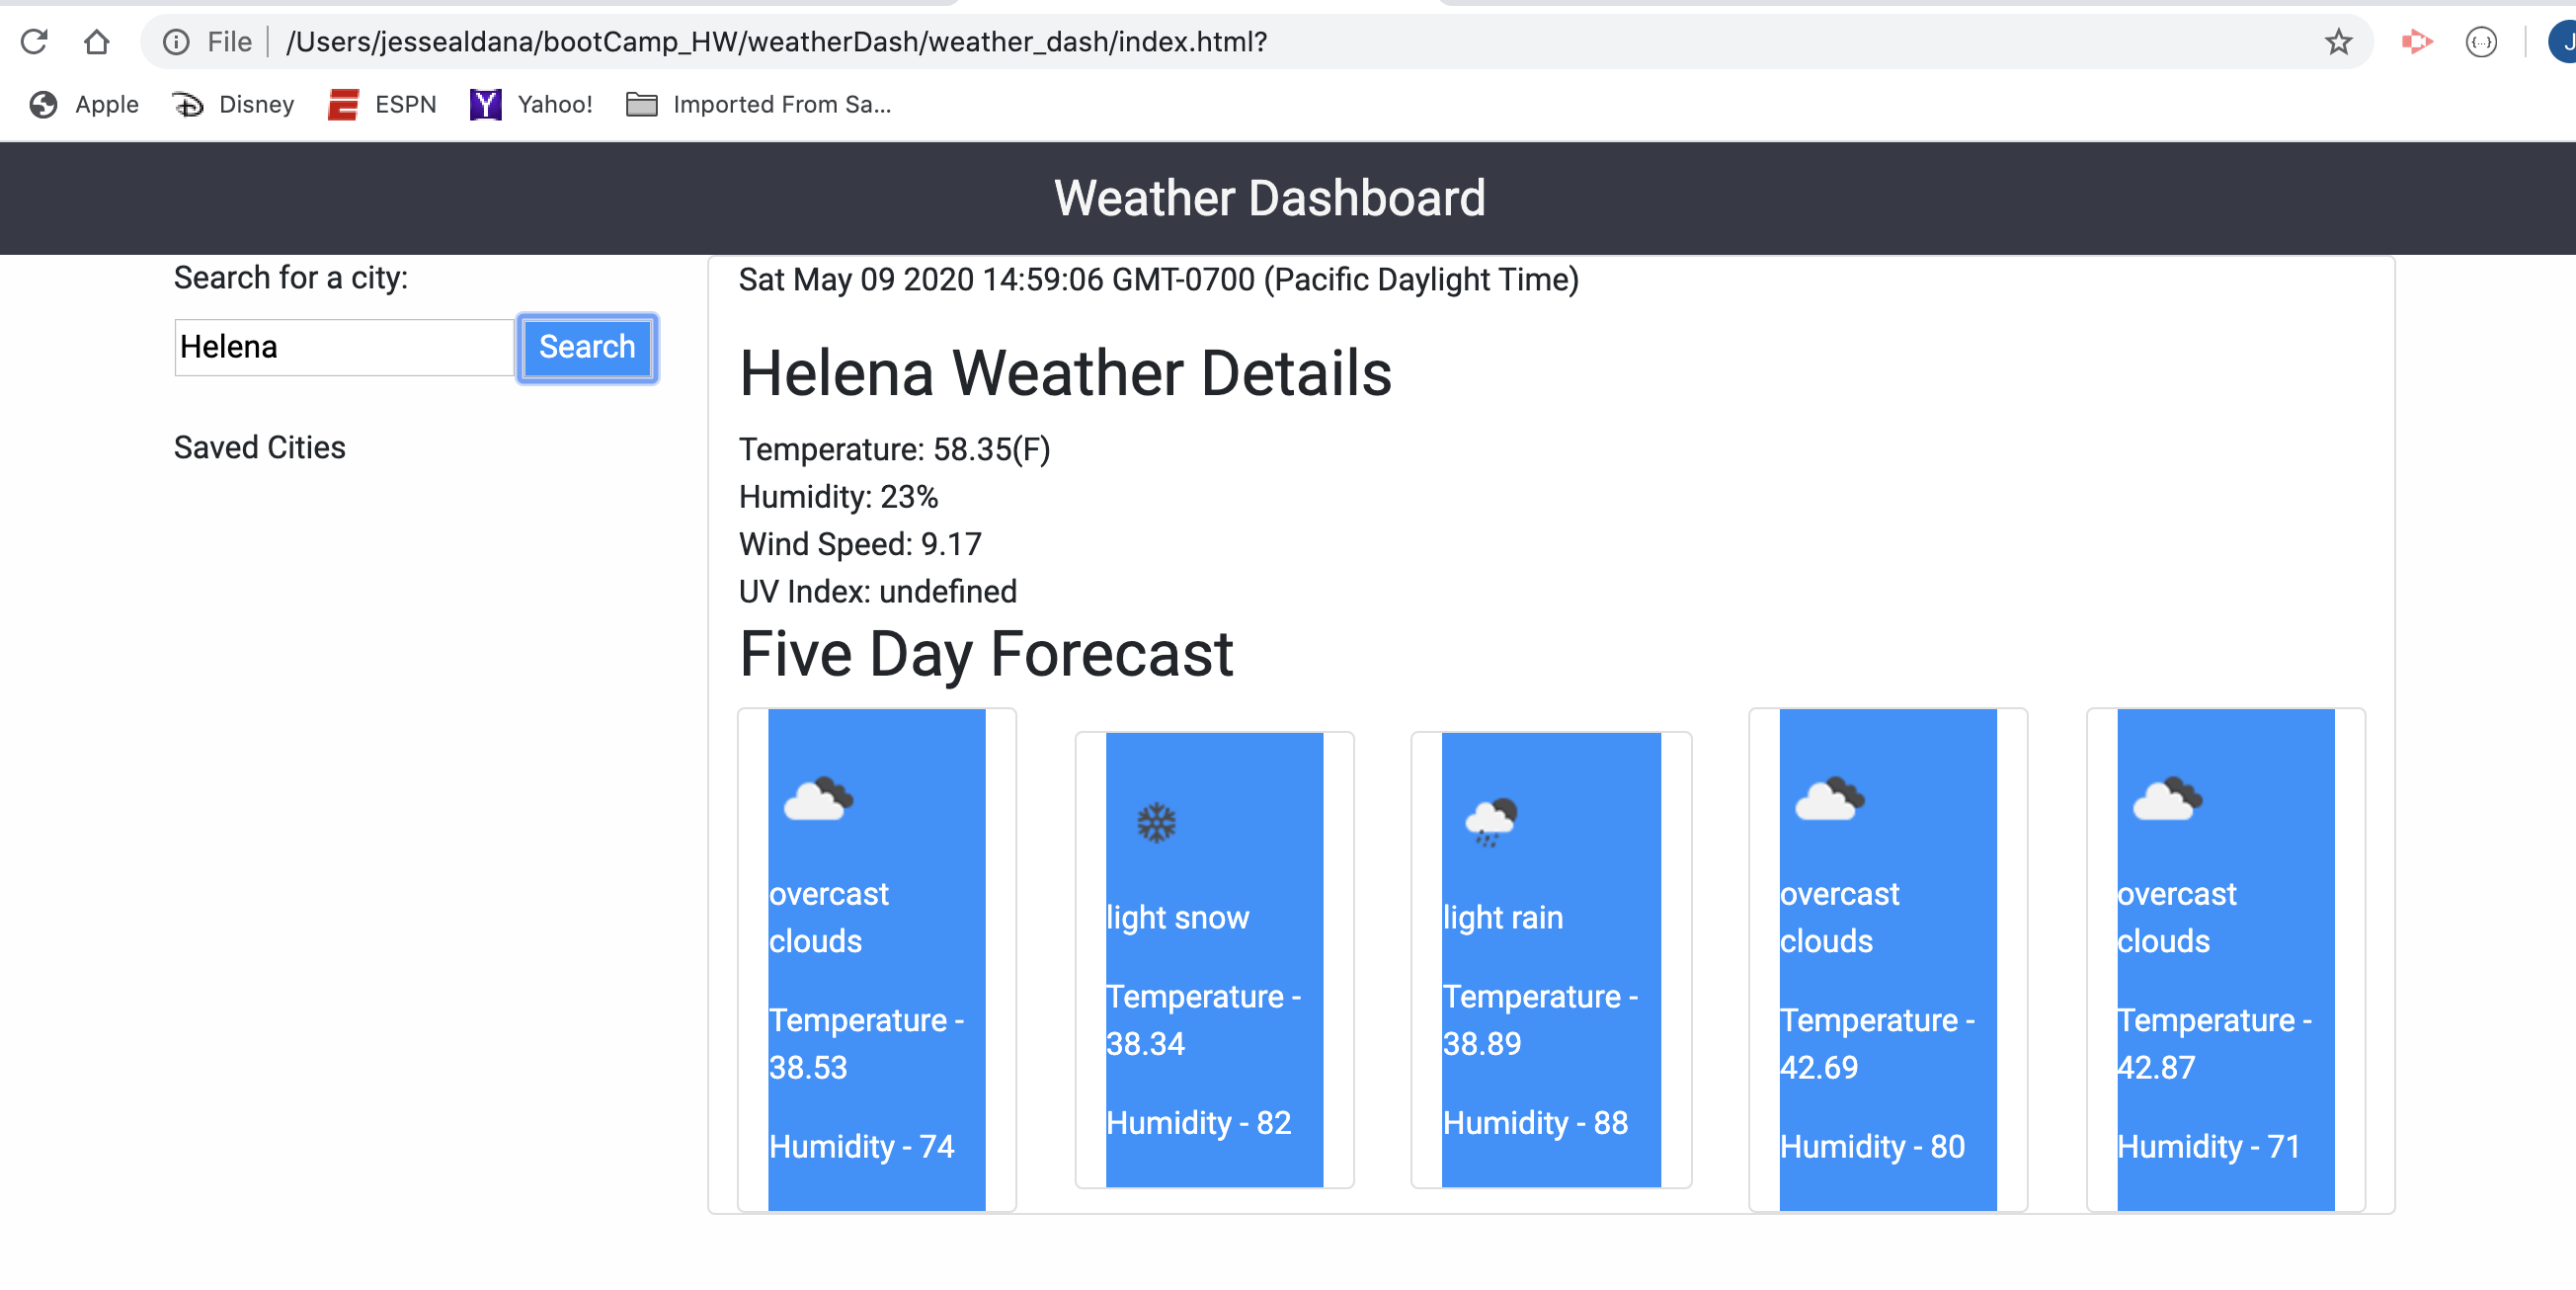 File
/Users/jessealdana/bootCamp_HW/weatherDash/weather_dash/index.html?
J
Apple
Disney
ESPN
Yahoo!
Imported From Sa...
Weather Dashboard
Search for a city:
Helena
Search
Saved Cities
Sat May 09 2020 14:59:06 GMT-0700 (Pacific Daylight Time)
Helena Weather Details
Temperature: 58.35(F)
Humidity: 23%
Wind Speed: 9.17
UV Index: undefined
Five Day Forecast
overcast
clouds
Temperature -
38.53
Humidity - 74
light snow
Temperature -
38.34
Humidity - 82
light rain
Temperature -
38.89
Humidity - 88
overcast
clouds
Temperature -
42.69
Humidity - 80
overcast
clouds
Temperature -
42.87
Humidity - 71